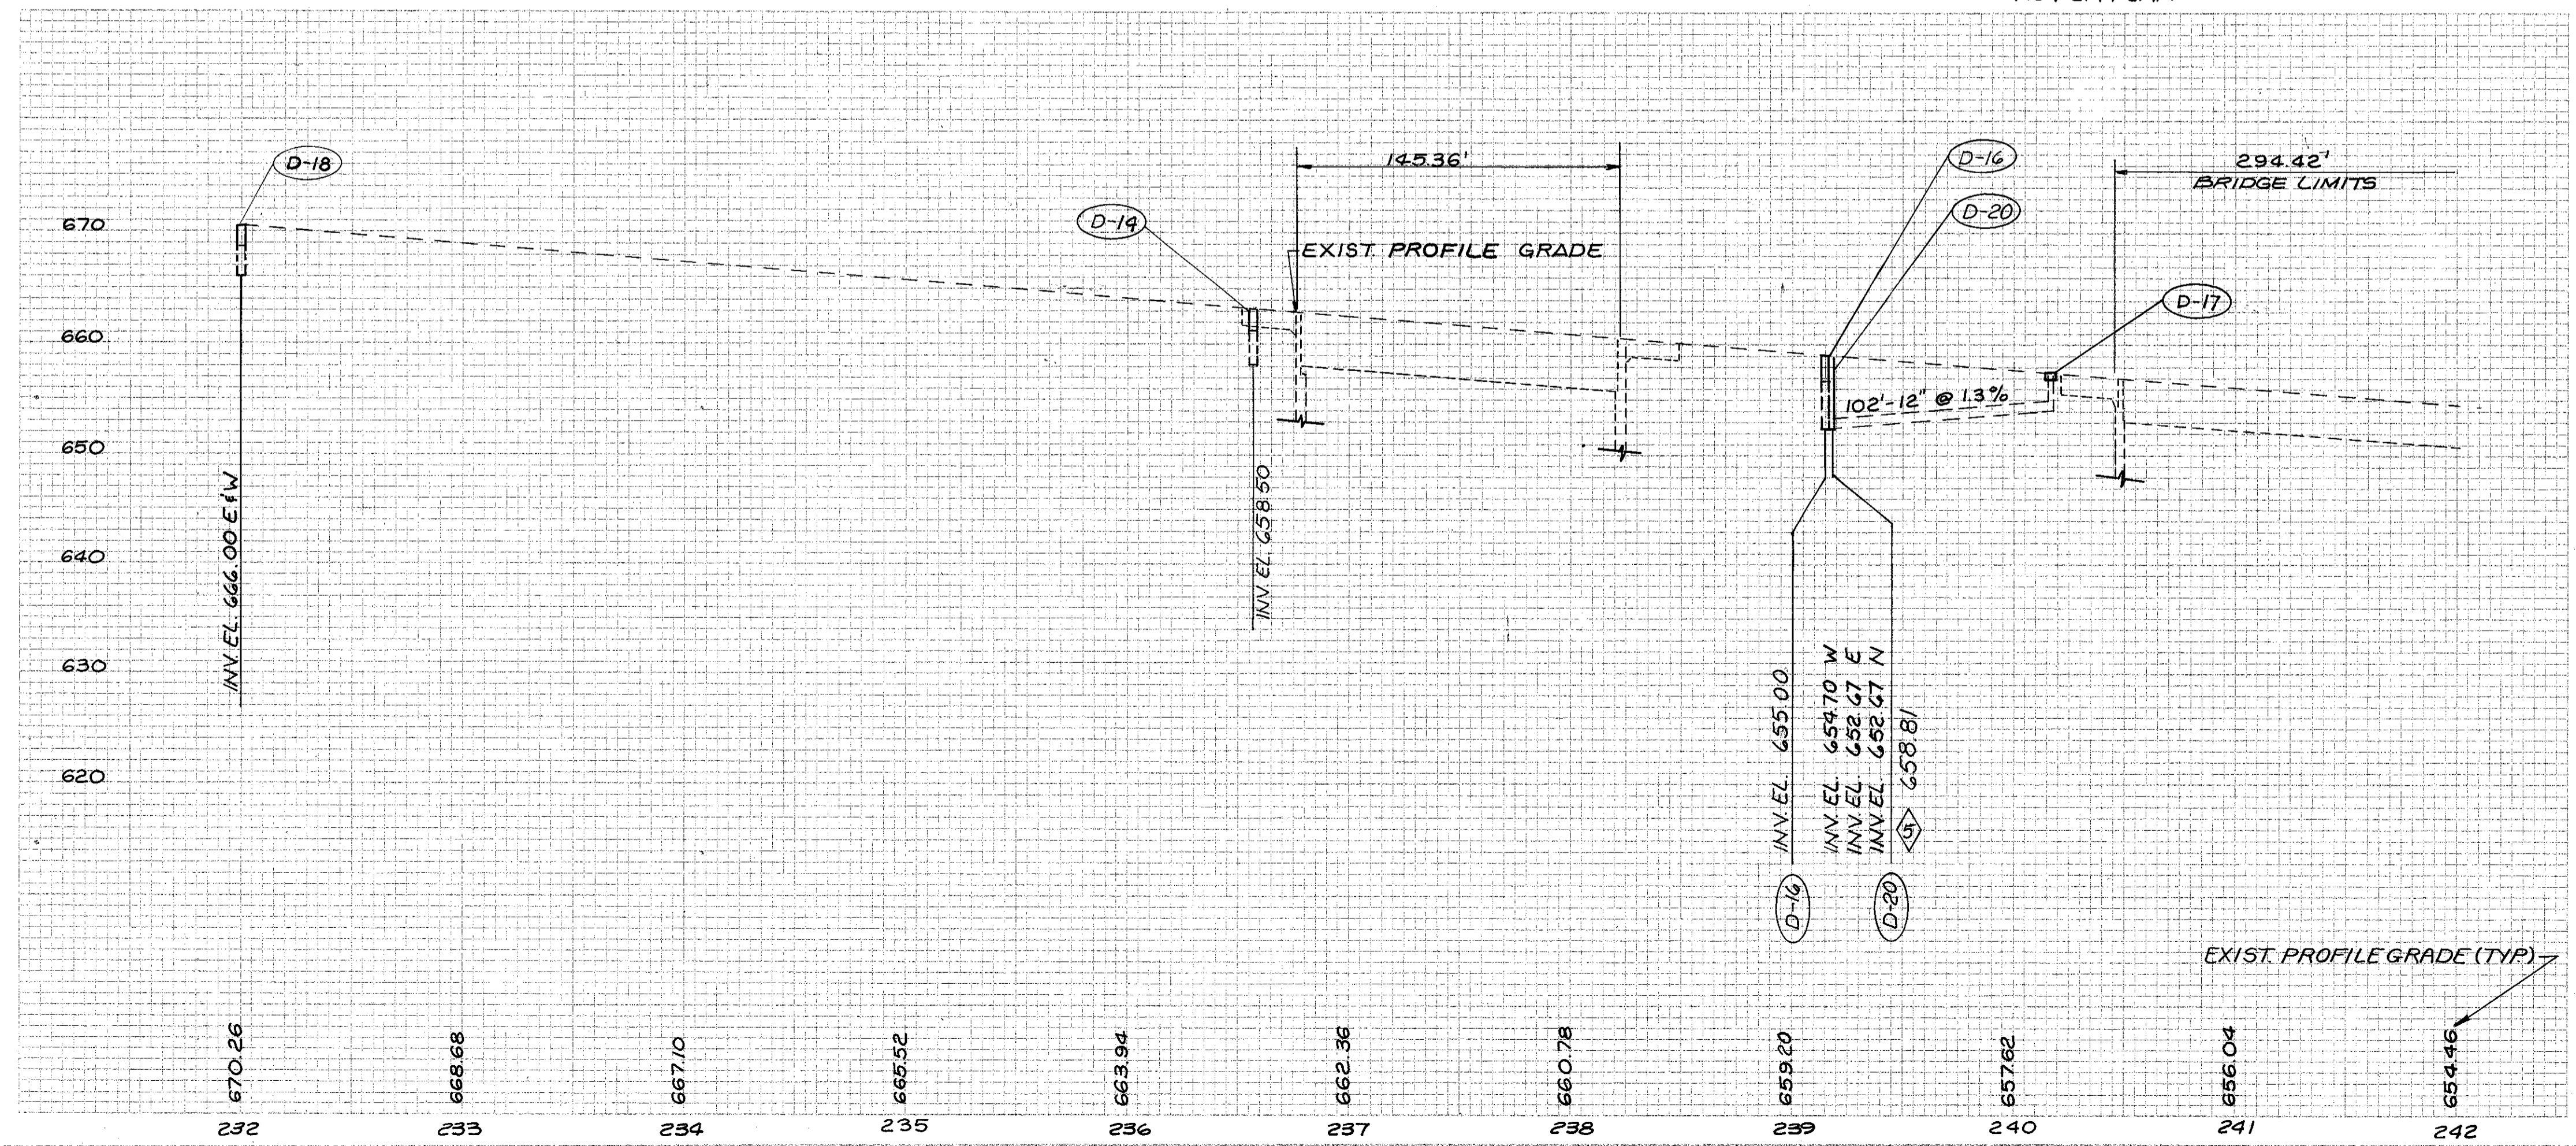 D-18
145.36'
D-16
294.42'
BRIDGE LIMITS
D-14
D-20
670
EXIST. PROFILE GRADE
D-17
660
102'-12" @ 1.3%
650
640
630
620
INV. EL. 666.00 E & W
INV. EL. 658.50
INV. EL. 655.00
INV. EL. 654.70 W
INV. EL. 652.67 E
INV. EL. 652.67 N
5 658.81
D-16
D-20
EXIST. PROFILE GRADE (TYP)
670.26
668.68
667.10
665.52
663.94
662.36
660.78
659.20
657.62
656.04
654.46
232
233
234
235
236
237
238
239
240
241
242